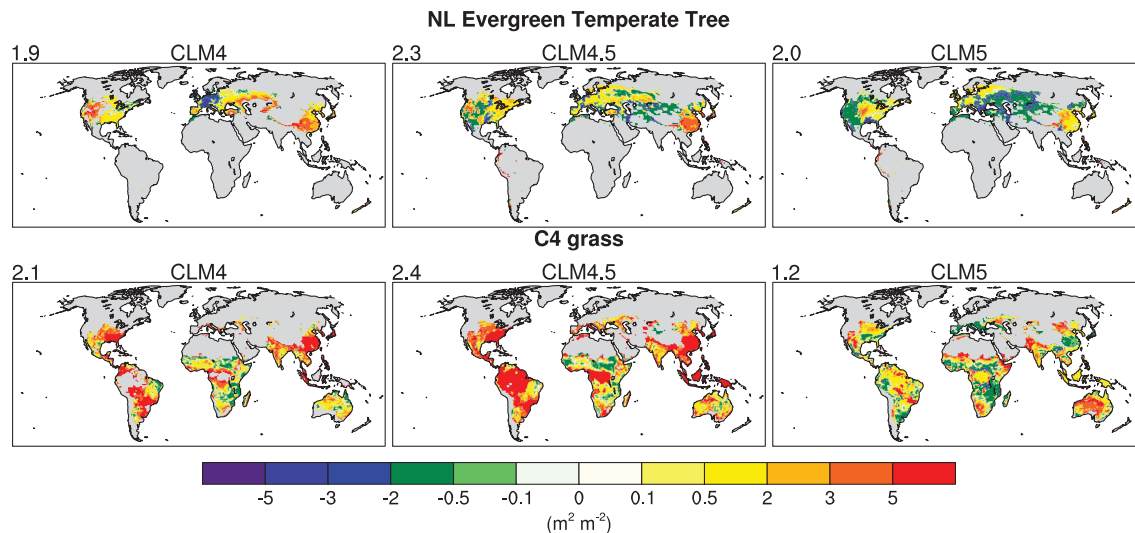 NL Evergreen Temperate Tree
1.9 CLM4 2.3 CLM4.5 2.0 CLM5
C4 grass
2.1 CLM4 2.4 CLM4.5 1.2 CLM5
-5 -3 -2 -0.5 -0.1 0 0.1 0.5 2 3 5
(m² m⁻²)